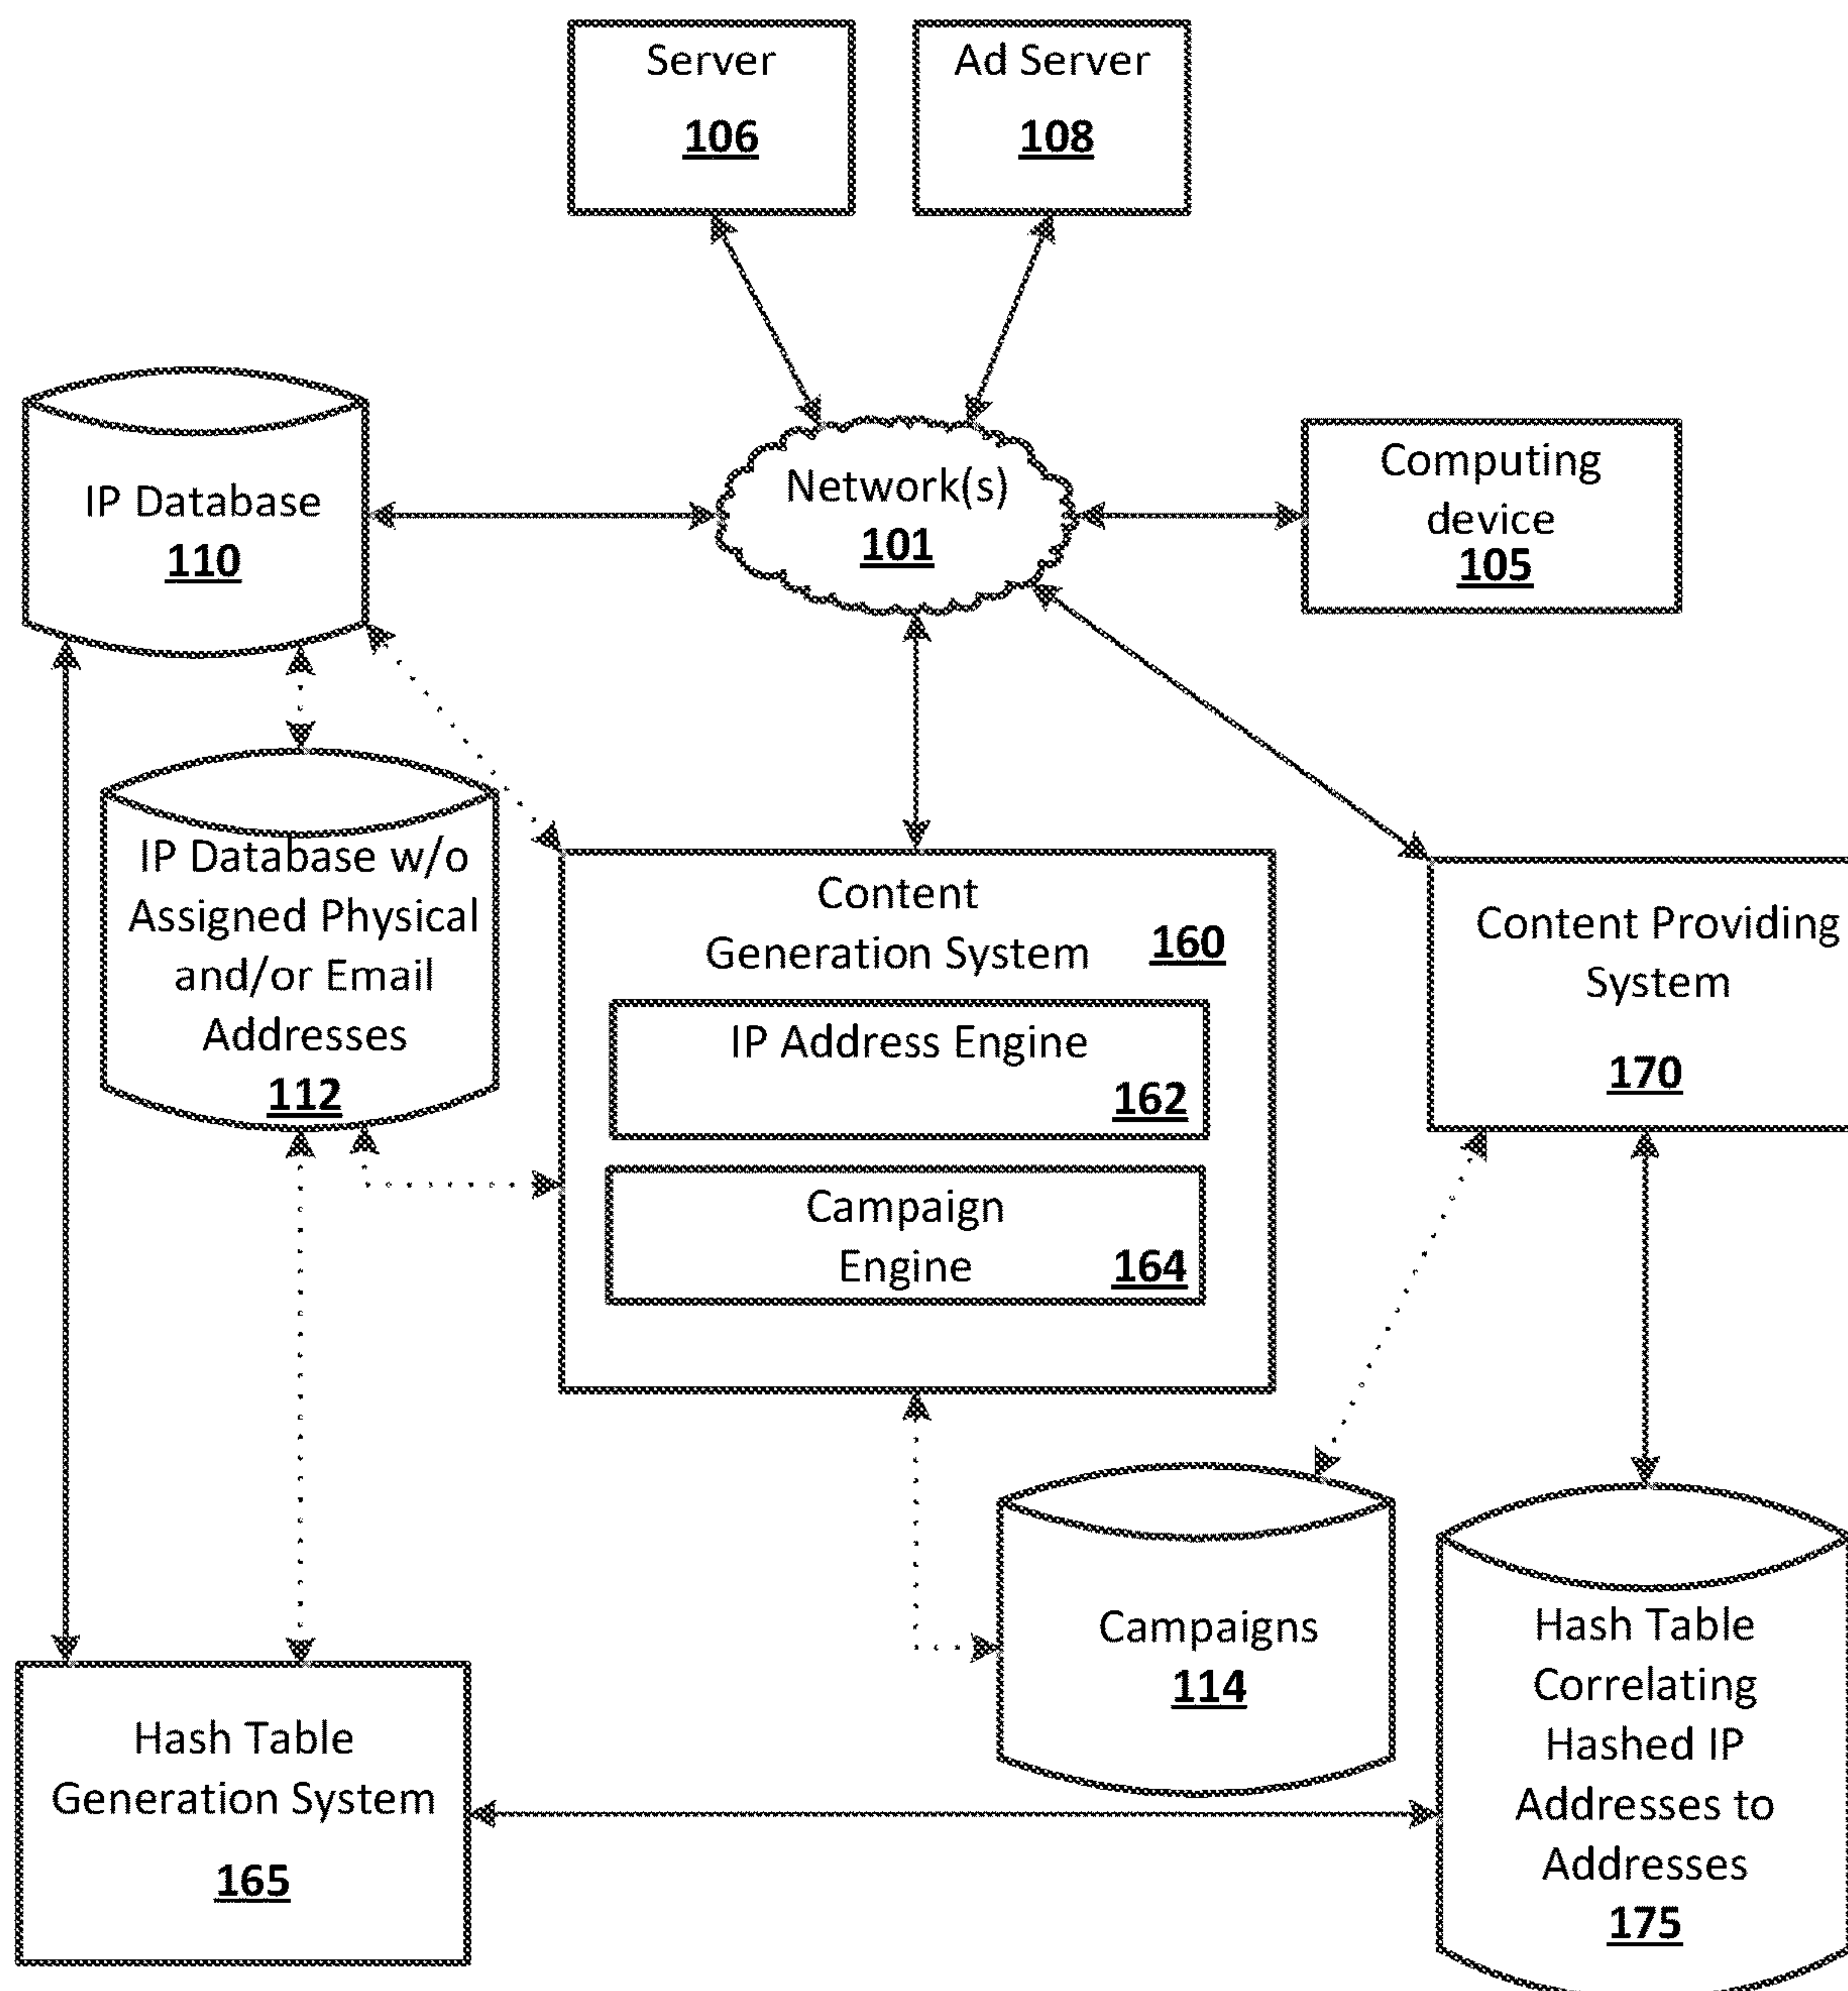 Server
106
Ad Server
108
IP Database
110
Network(s)
101
Computing
device
105
IP Database w/o
Assigned Physical
and/or Email
Addresses
112
Content
Generation System 160
IP Address Engine
162
Campaign
Engine 164
Content Providing
System
170
Campaigns
114
Hash Table
Generation System
165
Hash Table
Correlating
Hashed IP
Addresses to
Addresses
175